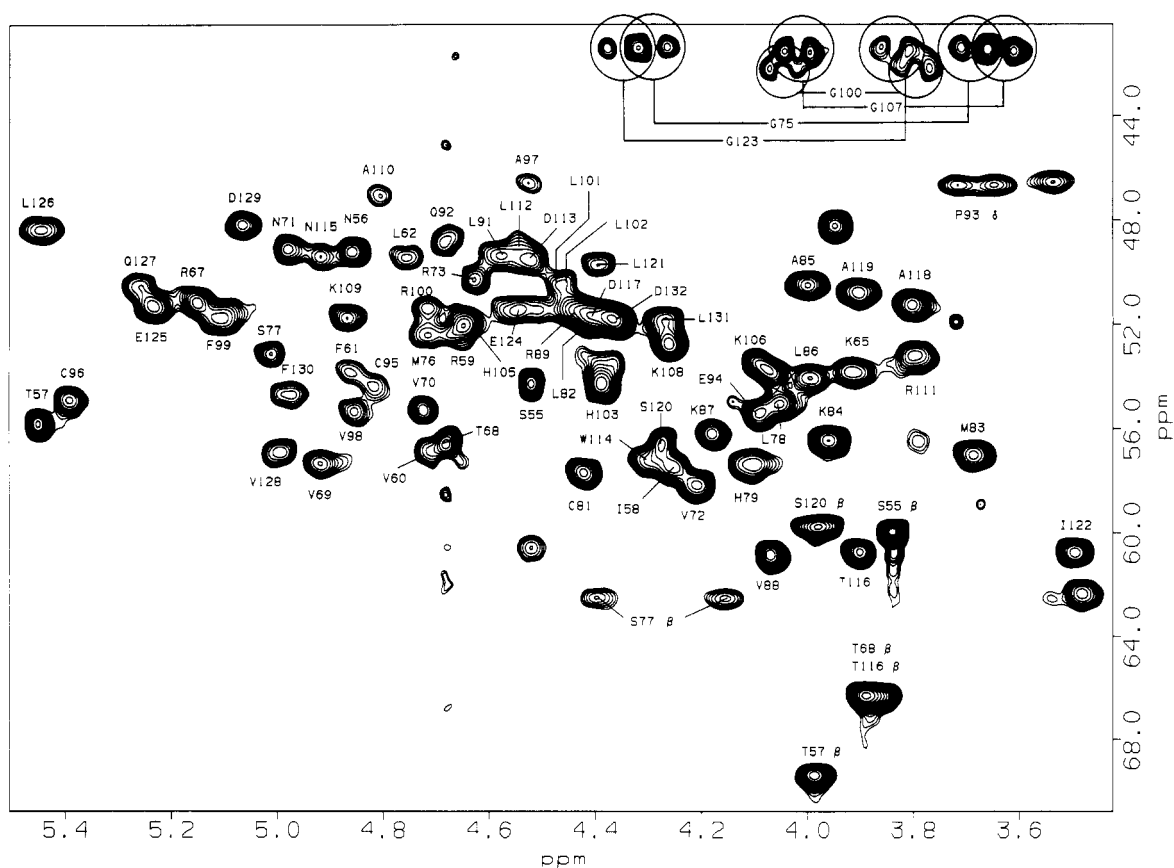 G100
G107
G75
G123
44.0
A97
L101
A110
L112
D113
L102
P93 δ
L126
D129
N71
N115
N56
L62
Q92
L91
48.0
R73
L121
A85
A119
A118
Q127
R67
K109
R100
D117
D132
L131
E125
F99
S77
M76
R59
H105
E124
R89
L82
K108
K106
L86
K65
R111
52.0
F130
F61
C95
V70
S55
H103
E94
L78
T57
C96
V98
T68
W114
S120
K87
K84
M83
ppm
56.0
V128
V69
V60
C81
I58
V72
H79
S120 β
S55 β
I122
60.0
V88
T116
S77 β
64.0
T68 β
T116 β
68.0
T57 β
5.4
5.2
5.0
4.8
4.6
4.4
4.2
4.0
3.8
3.6
ppm